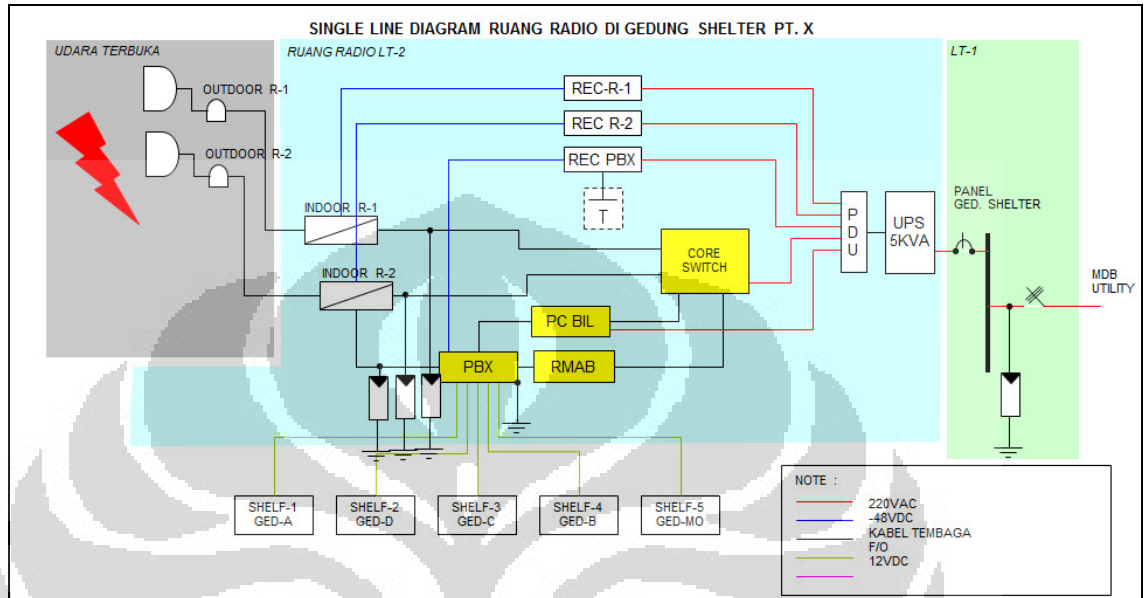 SINGLE LINE DIAGRAM RUANG RADIO DI GEDUNG SHELTER PT. X
UDARA TERBUKA
RUANG RADIO LT-2
LT-1
OUTDOOR R-1
OUTDOOR R-2
REC-R-1
REC R-2
REC PBX
T
INDOOR R-1
INDOOR R-2
CORE
SWITCH
PC BIL
PBX
RMAB
P
D
U
UPS
5KVA
PANEL
GED. SHELTER
MDB
UTILITY
SHELF-1
GED-A
SHELF-2
GED-D
SHELF-3
GED-C
SHELF-4
GED-B
SHELF-5
GED-MO
NOTE :
220VAC
-48VDC
KABEL TEMBAGA
F/O
12VDC